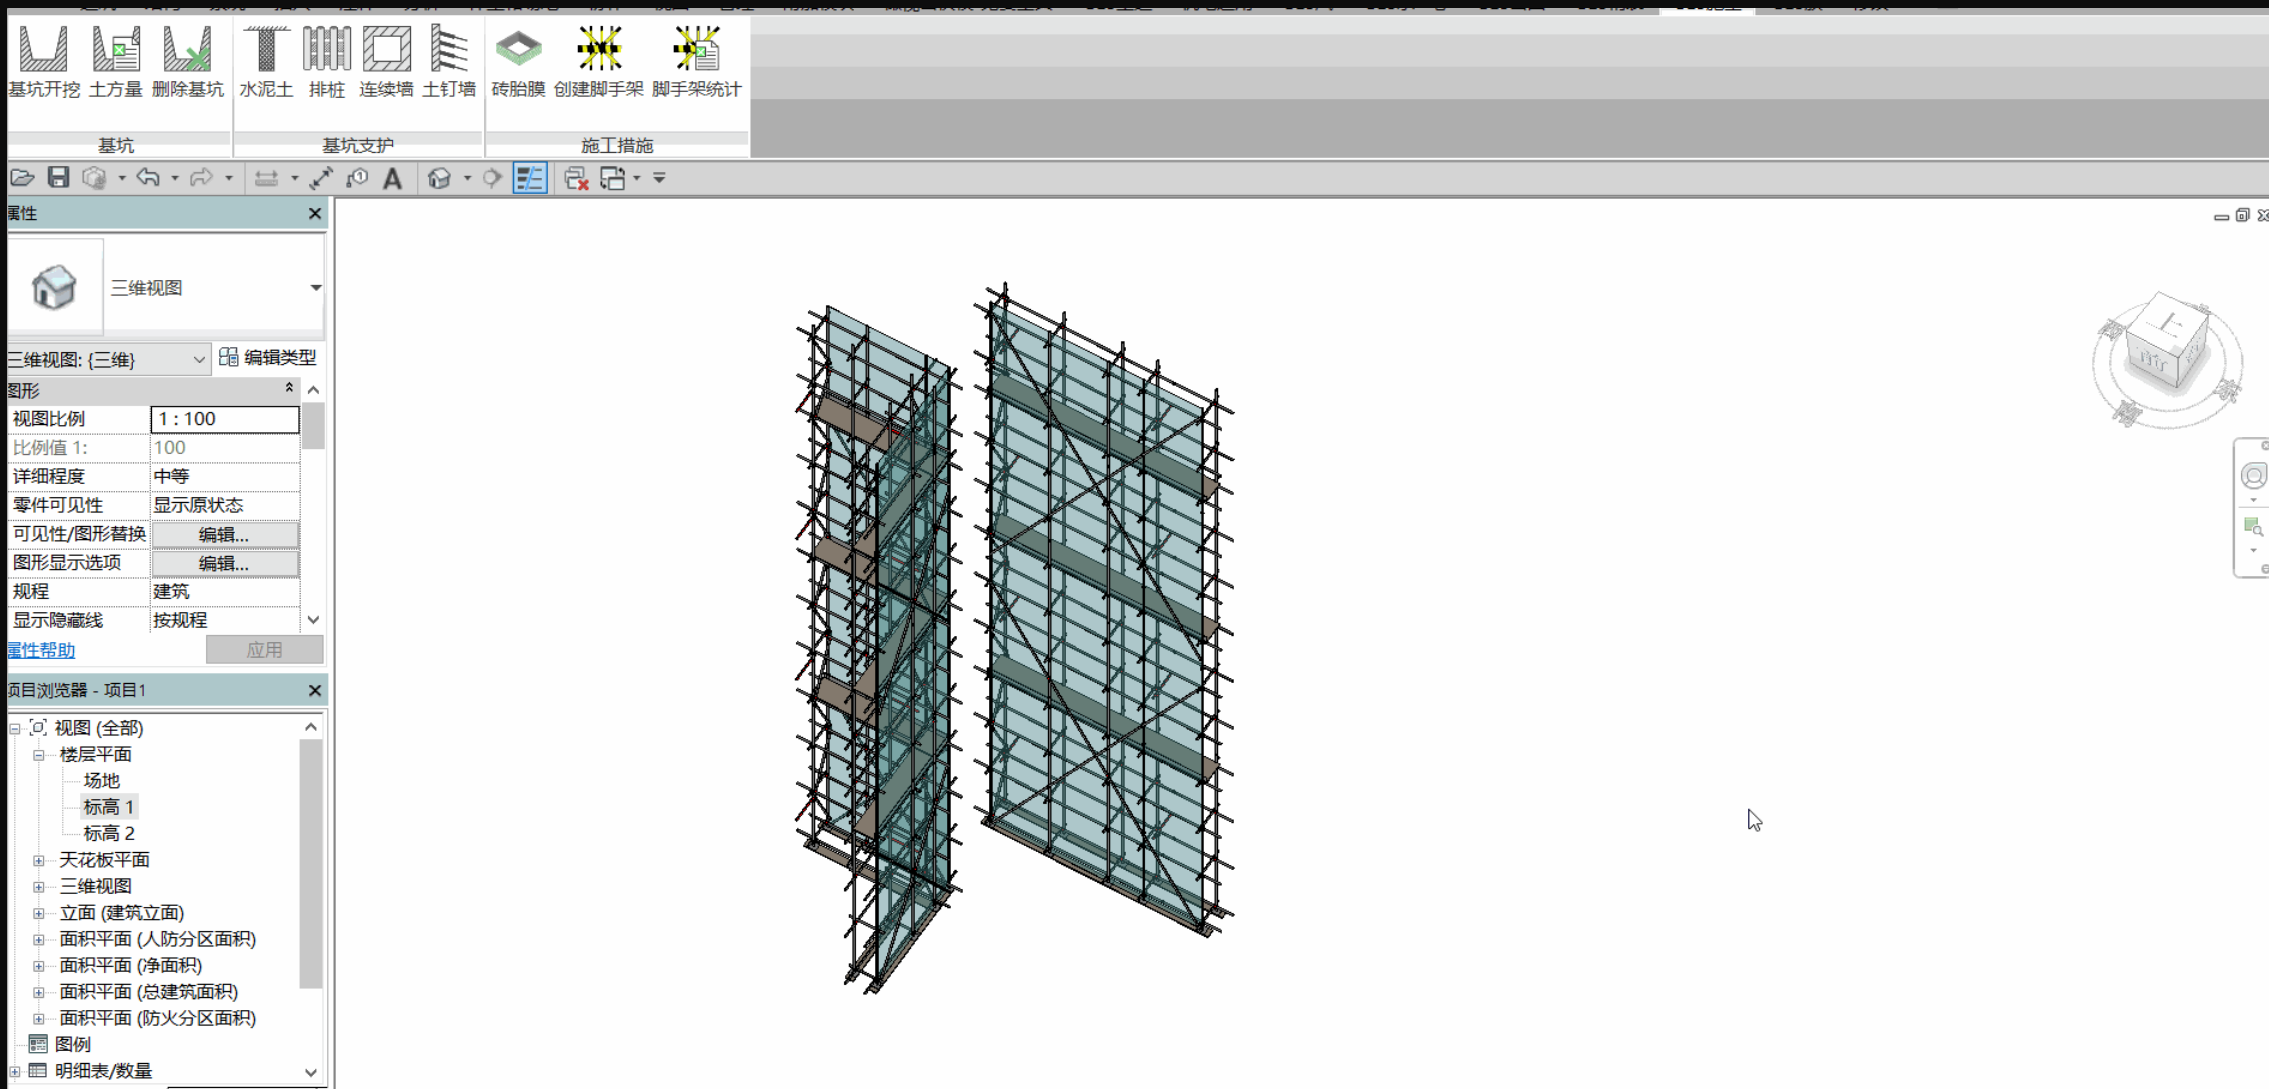 基坑开挖 土方量 删除基坑 水泥土 排桩 连续墙 土钉墙 砖胎膜 创建脚手架 脚手架统计
基坑 基坑支护 施工措施
属性
三维视图
三维视图: {三维} 编辑类型
图形
视图比例 1 : 100
比例值 1: 100
详细程度 中等
零件可见性 显示原状态
可见性/图形替换 编辑...
图形显示选项 编辑...
规程 建筑
显示隐藏线 按规程
属性帮助 应用
项目浏览器 - 项目1
视图 (全部)
楼层平面
场地
标高 1
标高 2
天花板平面
三维视图
立面 (建筑立面)
面积平面 (人防分区面积)
面积平面 (净面积)
面积平面 (总建筑面积)
面积平面 (防火分区面积)
图例
明细表/数量
上
前